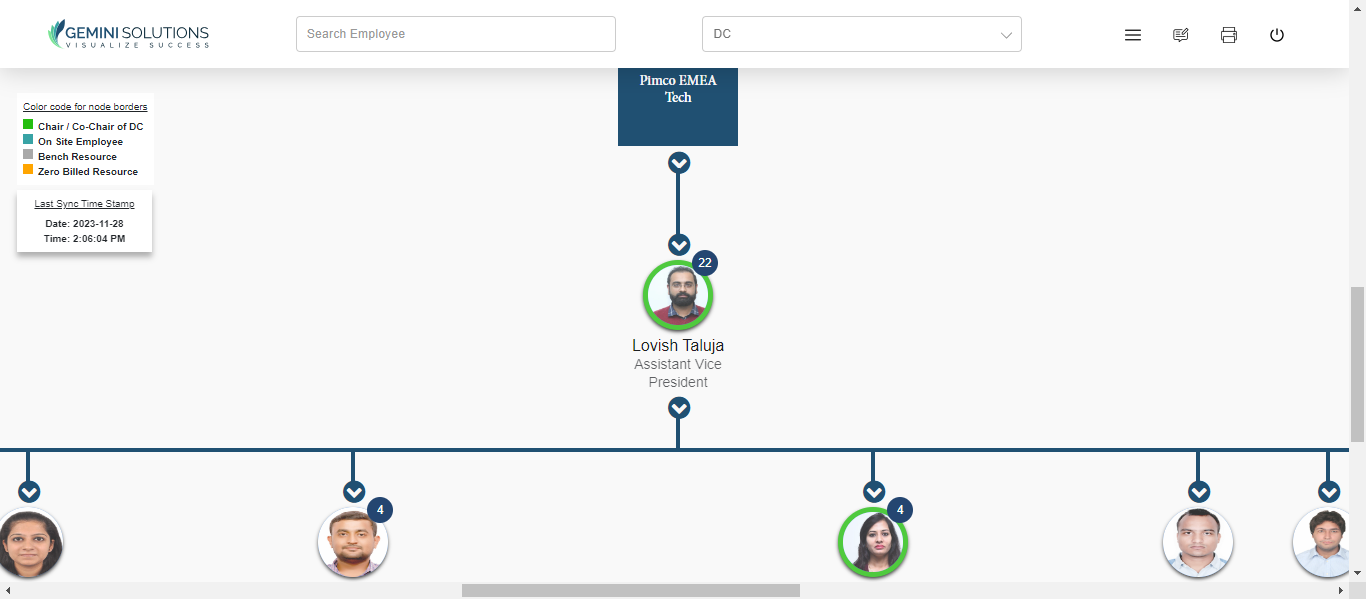 GEMINI SOLUTIONS
VISUALIZE SUCCESS
Search Employee
DC
Pimco EMEA
Tech
Color code for node borders
Chair / Co-Chair of DC
On Site Employee
Bench Resource
Zero Billed Resource
Last Sync Time Stamp
Date: 2023-11-28
Time: 2:06:04 PM
22
Lovish Taluja
Assistant Vice
President
4
4